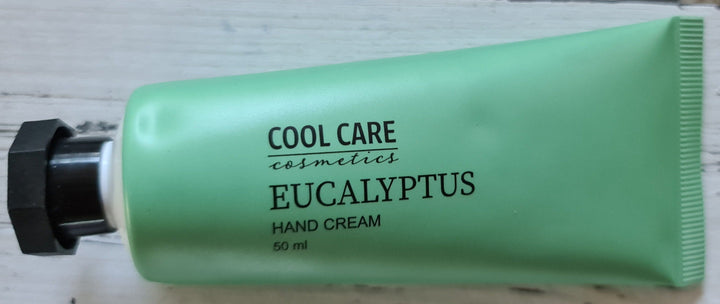 COOL CARE
cosmetics
EUCALYPTUS
HAND CREAM
50 ml